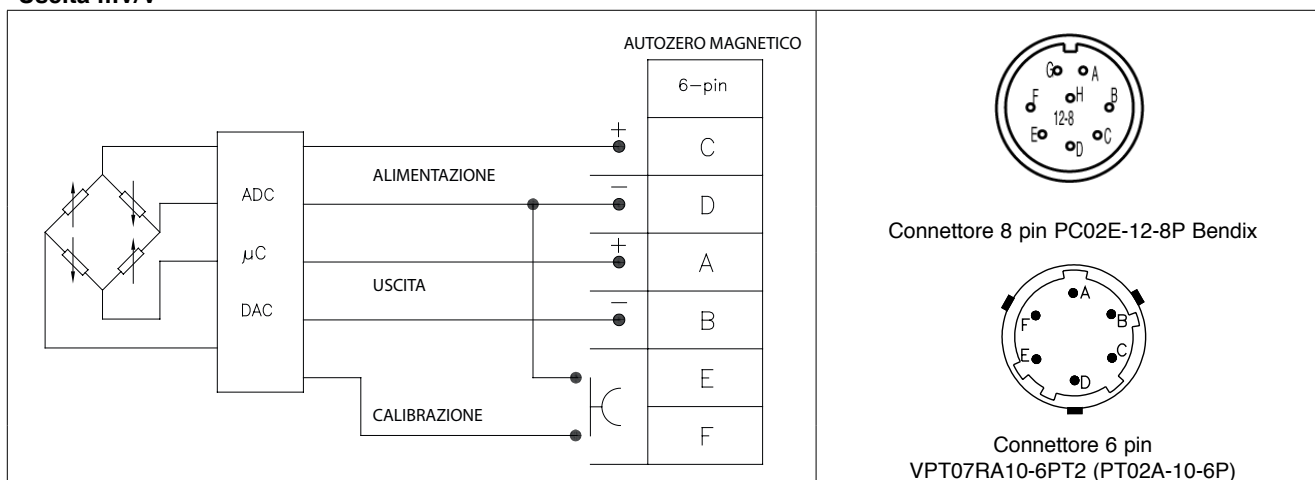 Uscita mV/V
AUTOZERO MAGNETICO
6-pin
+
C
ALIMENTAZIONE
ADC
−
D
µC
+
A
USCITA
DAC
−
B
E
CALIBRAZIONE
F
G A
F H B
12-8
E C
D
Connettore 8 pin PC02E-12-8P Bendix
A
F B
E C
D
Connettore 6 pin
VPT07RA10-6PT2 (PT02A-10-6P)